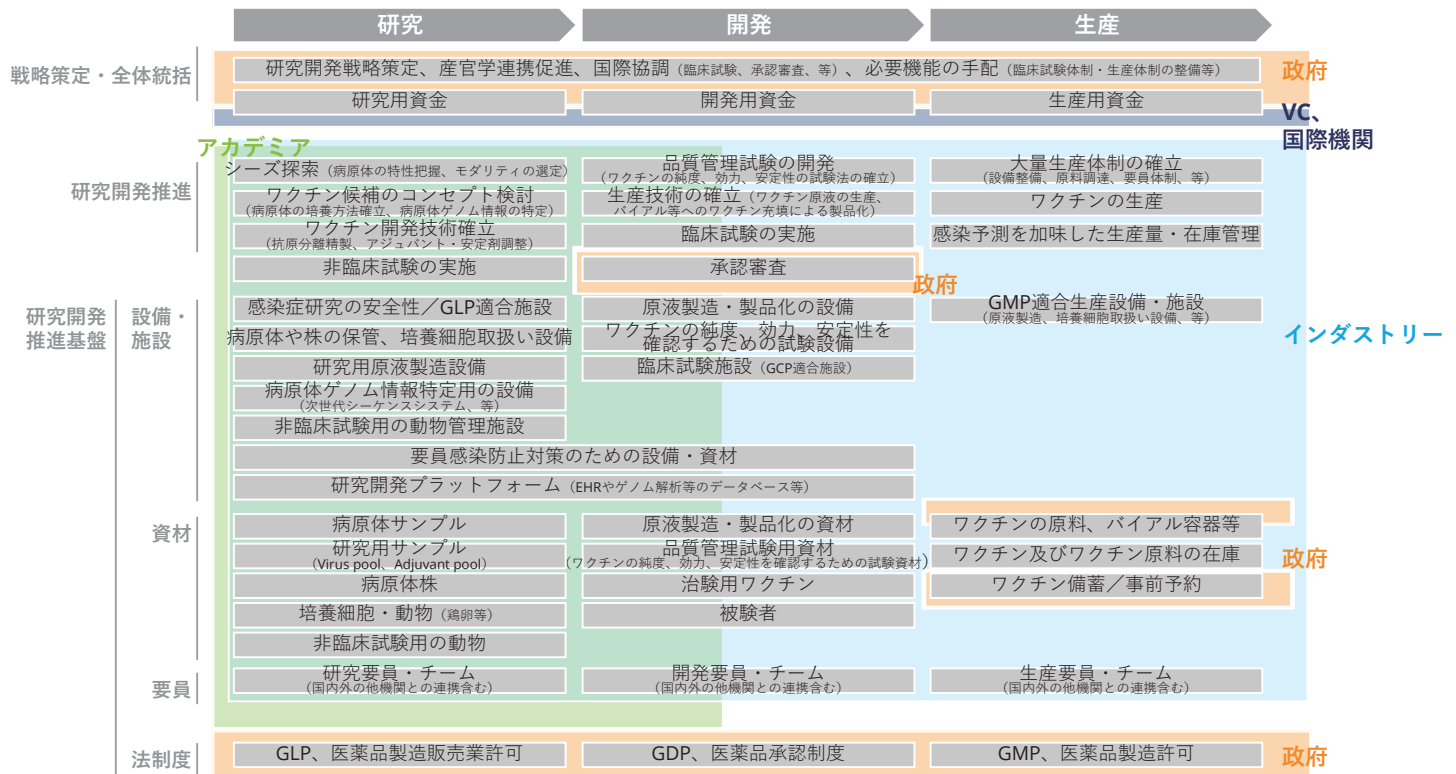 研究
開発
生産
戦略策定・全体統括
研究開発戦略策定、産官学連携促進、国際協調（臨床試験、承認審査、等）、必要機能の手配（臨床試験体制・生産体制の整備等）
政府
研究用資金
開発用資金
生産用資金
VC、
国際機関
アカデミア
研究開発推進
シーズ探索（病原体の特性把握、モダリティの選定）
品質管理試験の開発
（ワクチンの純度、効力、安定性の試験法の確立）
大量生産体制の確立
（設備整備、原料調達、要員体制、等）
ワクチン候補のコンセプト検討
（病原体の培養方法確立、病原体ゲノム情報の特定）
生産技術の確立（ワクチン原液の生産、
バイアル等へのワクチン充填による製品化）
ワクチンの生産
ワクチン開発技術確立
（抗原分離精製、アジュバント・安定剤調整）
臨床試験の実施
感染予測を加味した生産量・在庫管理
非臨床試験の実施
承認審査
政府
研究開発
推進基盤
設備・
施設
感染症研究の安全性／GLP適合施設
原液製造・製品化の設備
GMP適合生産設備・施設
（原液製造、培養細胞取扱い設備、等）
インダストリー
病原体や株の保管、培養細胞取扱い設備
ワクチンの純度、効力、安定性を
確認するための試験設備
研究用原液製造設備
臨床試験施設（GCP適合施設）
病原体ゲノム情報特定用の設備
（次世代シーケンスシステム、等）
非臨床試験用の動物管理施設
要員感染防止対策のための設備・資材
研究開発プラットフォーム（EHRやゲノム解析等のデータベース等）
資材
病原体サンプル
原液製造・製品化の資材
ワクチンの原料、バイアル容器等
研究用サンプル
（Virus pool、Adjuvant pool）
品質管理試験用資材
（ワクチンの純度、効力、安定性を確認するための試験資材）
ワクチン及びワクチン原料の在庫
政府
病原体株
治験用ワクチン
ワクチン備蓄／事前予約
培養細胞・動物（鶏卵等）
被験者
非臨床試験用の動物
要員
研究要員・チーム
（国内外の他機関との連携含む）
開発要員・チーム
（国内外の他機関との連携含む）
生産要員・チーム
（国内外の他機関との連携含む）
法制度
GLP、医薬品製造販売業許可
GDP、医薬品承認制度
GMP、医薬品製造許可
政府